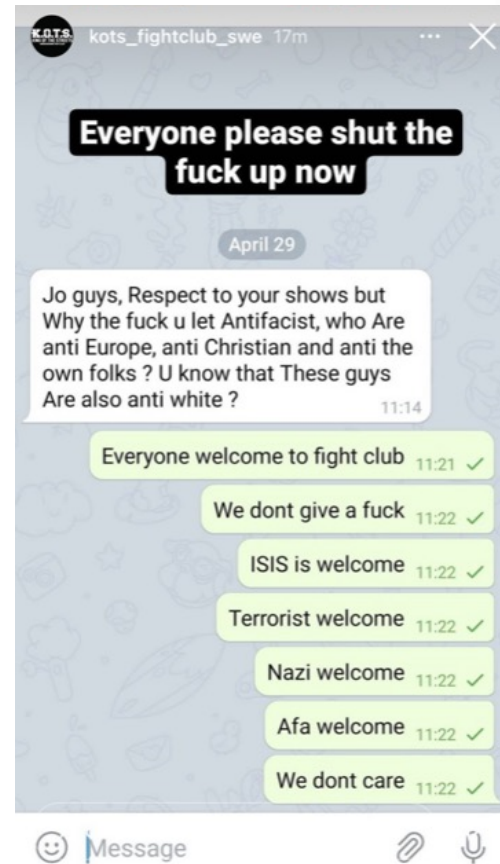 K.O.T.S.
kots_fightclub_swe 17m
Everyone please shut the
fuck up now
April 29
Jo guys, Respect to your shows but
Why the fuck u let Antifacist, who Are
anti Europe, anti Christian and anti the
own folks ? U know that These guys
Are also anti white ?
11:14
Everyone welcome to fight club 11:21
We dont give a fuck 11:22
ISIS is welcome 11:22
Terrorist welcome 11:22
Nazi welcome 11:22
Afa welcome 11:22
We dont care 11:22
Message